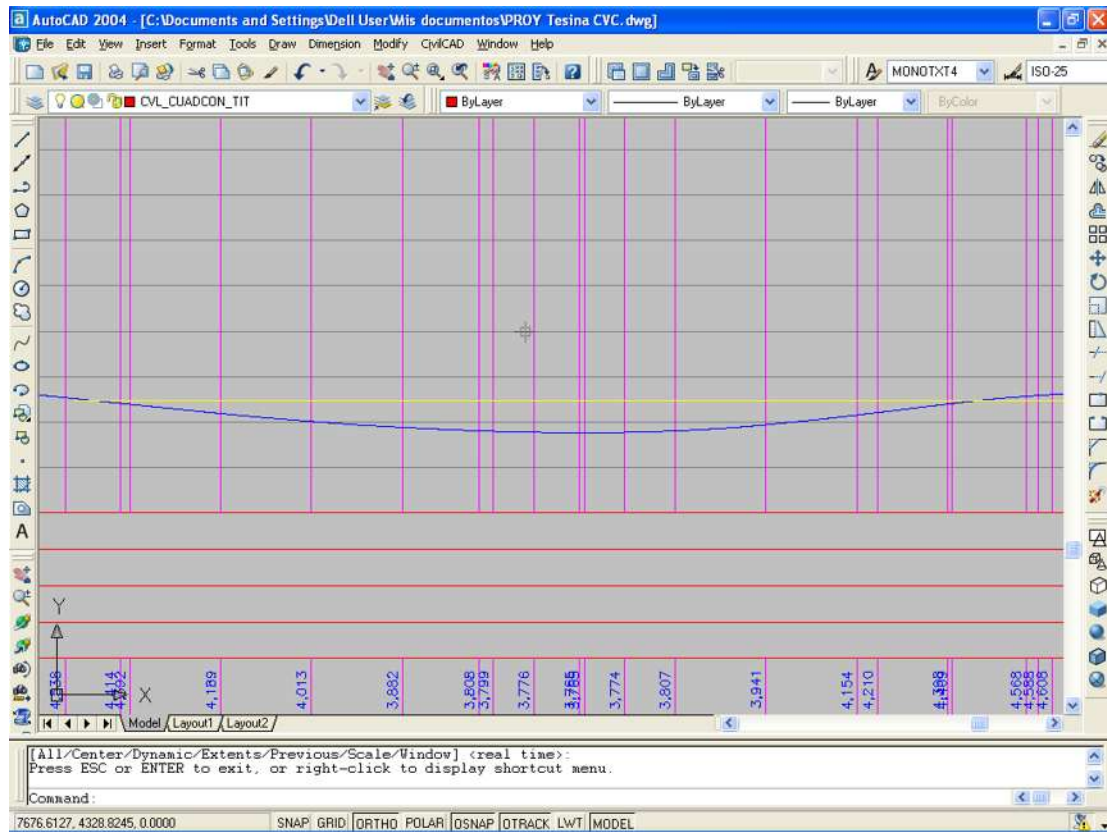 AutoCAD 2004 - [C:\Documents and Settings\Dell User\Mis documentos\PROY Tesina CVC.dwg]
File Edit View Insert Format Tools Draw Dimension Modify CivilCAD Window Help
MONOTXT4 ISO-25
CVL_CUADCON_TIT ByLayer ByLayer ByLayer ByColor
Y
X
4,189 4,013 3,882 3,808 3,799 3,776 3,774 3,807 3,941 4,154 4,210 4,568 4,588 4,608
Model Layout1 Layout2
[All/Center/Dynamic/Extents/Previous/Scale/Window] <real time>:
Press ESC or ENTER to exit, or right-click to display shortcut menu.
Command:
7676.6127, 4328.8245, 0.0000 SNAP GRID ORTHO POLAR OSNAP OTRACK LWT MODEL